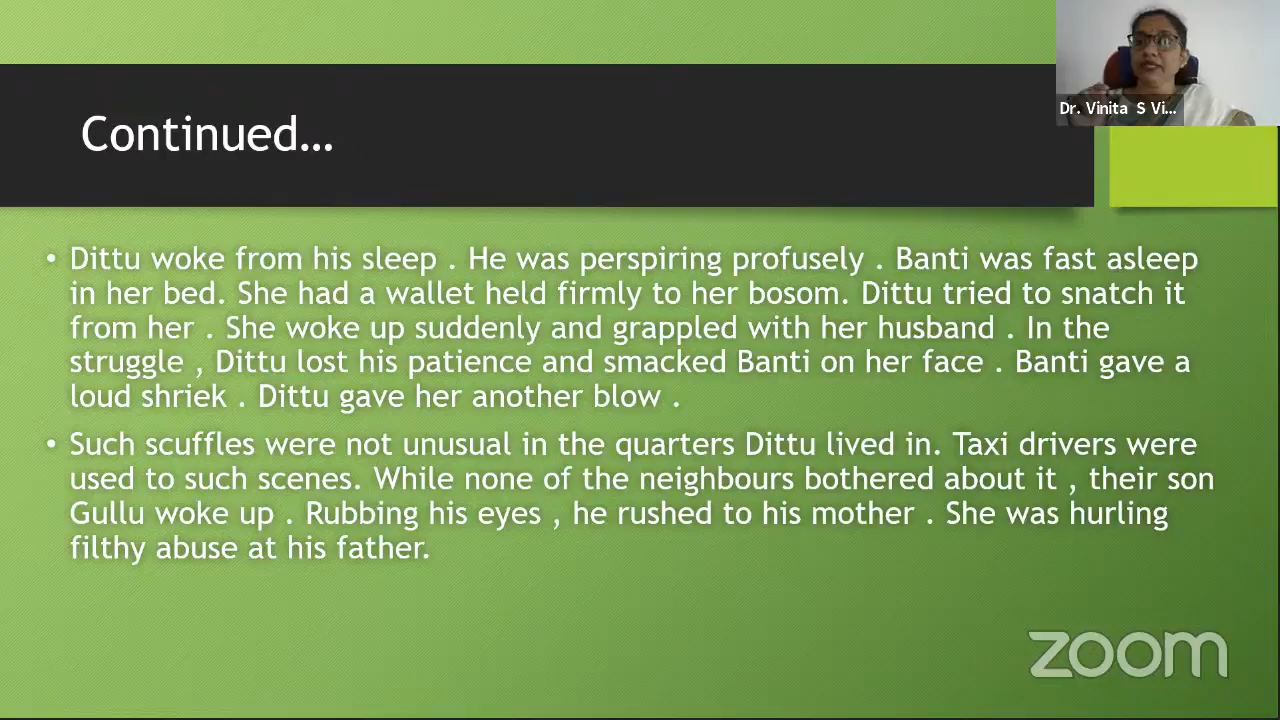 Dr. Vinita S Vi...
Continued...
• Dittu woke from his sleep . He was perspiring profusely . Banti was fast asleep
in her bed. She had a wallet held firmly to her bosom. Dittu tried to snatch it
from her . She woke up suddenly and grappled with her husband . In the
struggle , Dittu lost his patience and smacked Banti on her face . Banti gave a
loud shriek . Dittu gave her another blow .
• Such scuffles were not unusual in the quarters Dittu lived in. Taxi drivers were
used to such scenes. While none of the neighbours bothered about it , their son
Gullu woke up . Rubbing his eyes , he rushed to his mother . She was hurling
filthy abuse at his father.
zoom